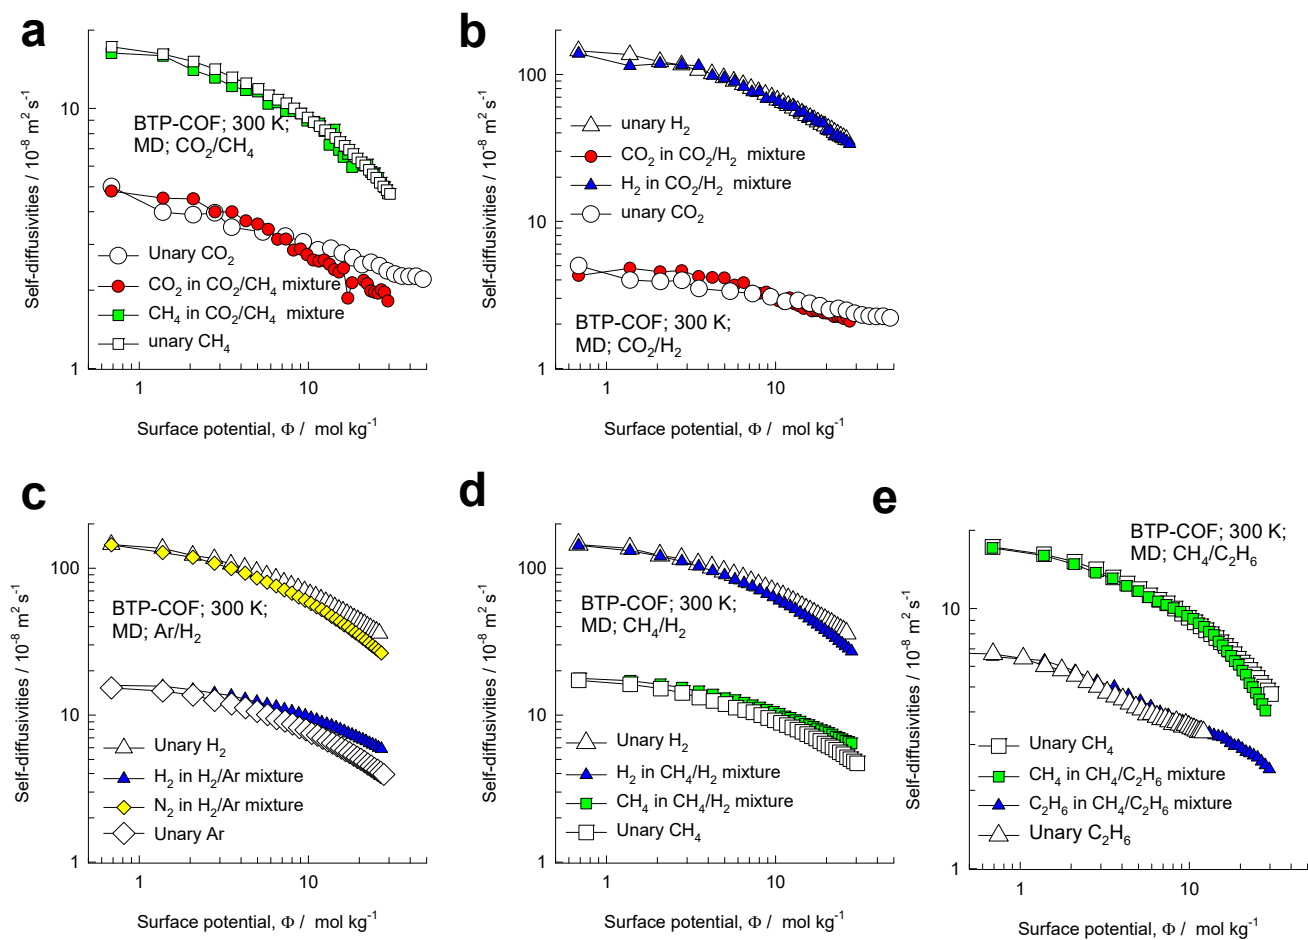 a
Self-diffusivities / 10⁻⁸ m² s⁻¹
10
1
BTP-COF; 300 K;
MD; CO₂/CH₄
Unary CO₂
CO₂ in CO₂/CH₄ mixture
CH₄ in CO₂/CH₄ mixture
unary CH₄
1
10
Surface potential, Φ / mol kg⁻¹
b
Self-diffusivities / 10⁻⁸ m² s⁻¹
100
10
1
unary H₂
CO₂ in CO₂/H₂ mixture
H₂ in CO₂/H₂ mixture
unary CO₂
BTP-COF; 300 K;
MD; CO₂/H₂
1
10
Surface potential, Φ / mol kg⁻¹
c
Self-diffusivities / 10⁻⁸ m² s⁻¹
100
10
1
BTP-COF; 300 K;
MD; Ar/H₂
Unary H₂
H₂ in H₂/Ar mixture
N₂ in H₂/Ar mixture
Unary Ar
1
10
Surface potential, Φ / mol kg⁻¹
d
Self-diffusivities / 10⁻⁸ m² s⁻¹
100
10
1
BTP-COF; 300 K;
MD; CH₄/H₂
Unary H₂
H₂ in CH₄/H₂ mixture
CH₄ in CH₄/H₂ mixture
Unary CH₄
1
10
Surface potential, Φ / mol kg⁻¹
e
Self-diffusivities / 10⁻⁸ m² s⁻¹
10
1
BTP-COF; 300 K;
MD; CH₄/C₂H₆
Unary CH₄
CH₄ in CH₄/C₂H₆ mixture
C₂H₆ in CH₄/C₂H₆ mixture
Unary C₂H₆
1
10
Surface potential, Φ / mol kg⁻¹